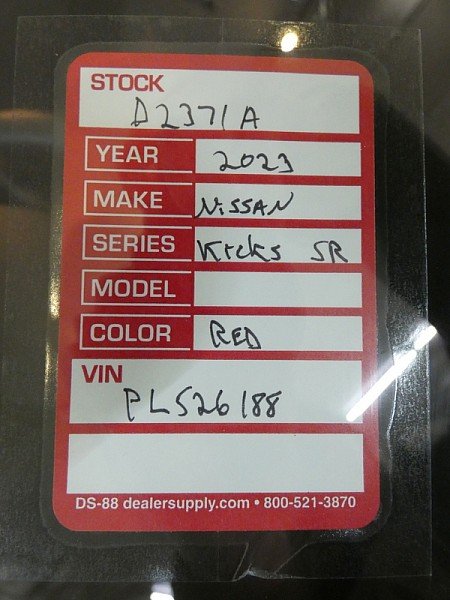 STOCK
D2371A
YEAR 2023
MAKE NISSAN
SERIES Kicks SR
MODEL
COLOR RED
VIN
PL526188
DS-88 dealersupply.com • 800-521-3870